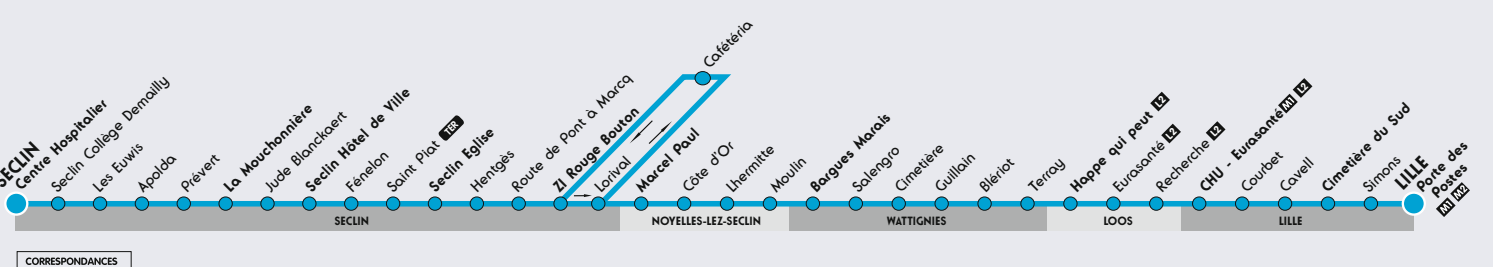 SECLIN
Centre Hospitalier
Seclin Collège Demailly
Les Euwis
Apolda
Prévert
La Mouchonnière
Jude Blanckaert
Seclin Hôtel de Ville
Fénelon
Saint Piat TER
Seclin Eglise
Hentgès
Route de Pont à Marcq
ZI Rouge Bouton
Lorival
Cafétéria
Marcel Paul
Côte d'Or
Lhermitte
Moulin
Bargues Marais
Salengro
Cimetière
Guillain
Blériot
Terray
Happe qui peut L2
Eurasanté L2
Recherche L2
CHU - Eurasanté M1 L2
Courbet
Cavell
Cimetière du Sud
Simons
LILLE
Porte des
Postes
M1 M2
SECLIN
NOYELLES-LEZ-SECLIN
WATTIGNIES
LOOS
LILLE
CORRESPONDANCES